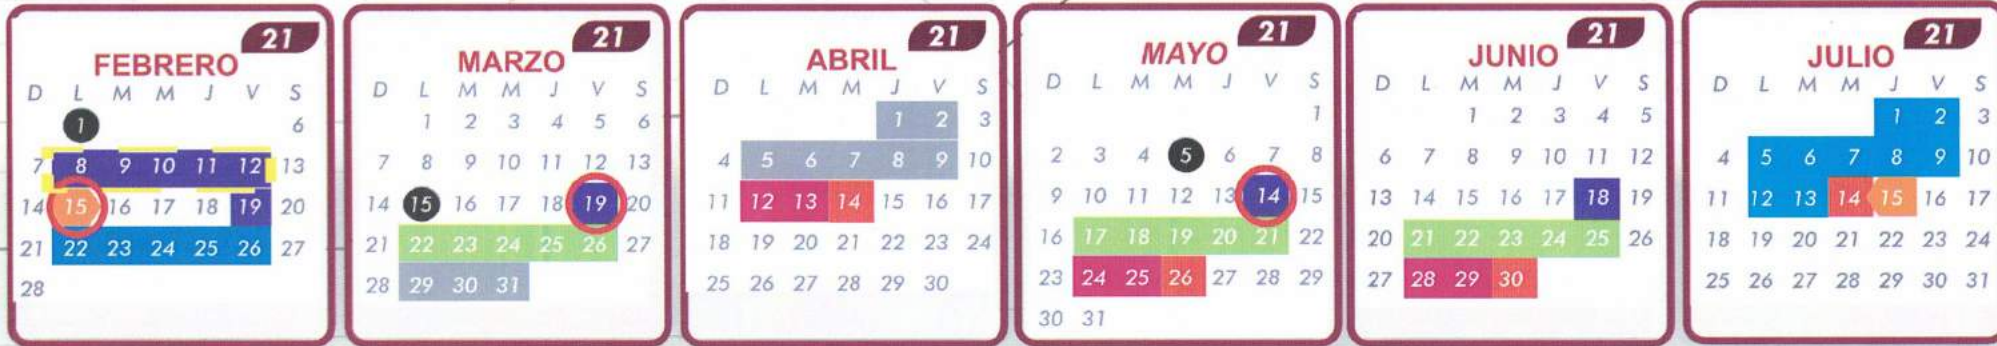 21
FEBRERO
D L M M J V S
1 6
7 8 9 10 11 12 13
14 15 16 17 18 19 20
21 22 23 24 25 26 27
28
21
MARZO
D L M M J V S
1 2 3 4 5 6
7 8 9 10 11 12 13
14 15 16 17 18 19 20
21 22 23 24 25 26 27
28 29 30 31
21
ABRIL
D L M M J V S
1 2 3
4 5 6 7 8 9 10
11 12 13 14 15 16 17
18 19 20 21 22 23 24
25 26 27 28 29 30
21
MAYO
D L M M J V S
1
2 3 4 5 6 7 8
9 10 11 12 13 14 15
16 17 18 19 20 21 22
23 24 25 26 27 28 29
30 31
21
JUNIO
D L M M J V S
1 2 3 4 5
6 7 8 9 10 11 12
13 14 15 16 17 18 19
20 21 22 23 24 25 26
27 28 29 30
21
JULIO
D L M M J V S
1 2 3
4 5 6 7 8 9 10
11 12 13 14 15 16 17
18 19 20 21 22 23 24
25 26 27 28 29 30 31